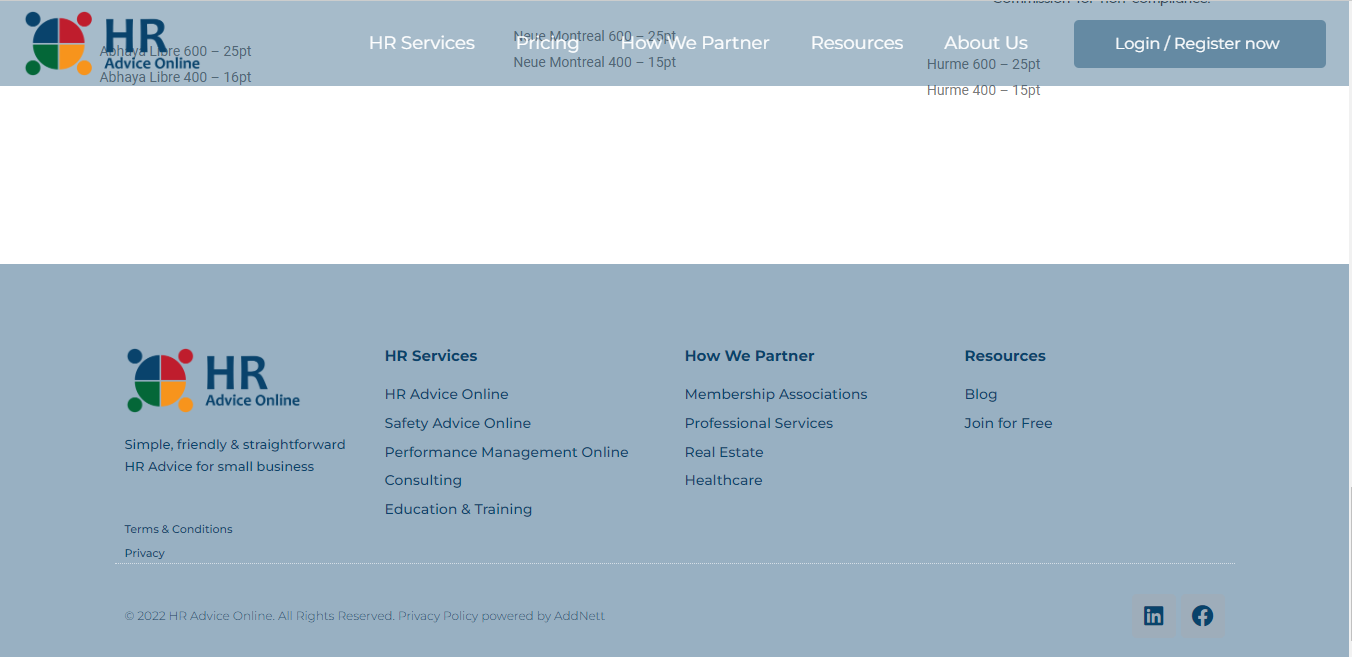 Commission for non-compliance.
HR
Advice Online
HR Services
Pricing
How We Partner
Resources
About Us
Login / Register now
Abhaya Libre 600 – 25pt
Abhaya Libre 400 – 16pt
Neue Montreal 600 – 25pt
Neue Montreal 400 – 15pt
Hurme 600 – 25pt
Hurme 400 – 15pt
HR
Advice Online
Simple, friendly & straightforward
HR Advice for small business
Terms & Conditions
Privacy
HR Services
HR Advice Online
Safety Advice Online
Performance Management Online
Consulting
Education & Training
How We Partner
Membership Associations
Professional Services
Real Estate
Healthcare
Resources
Blog
Join for Free
© 2022 HR Advice Online. All Rights Reserved. Privacy Policy powered by AddNett
in
f